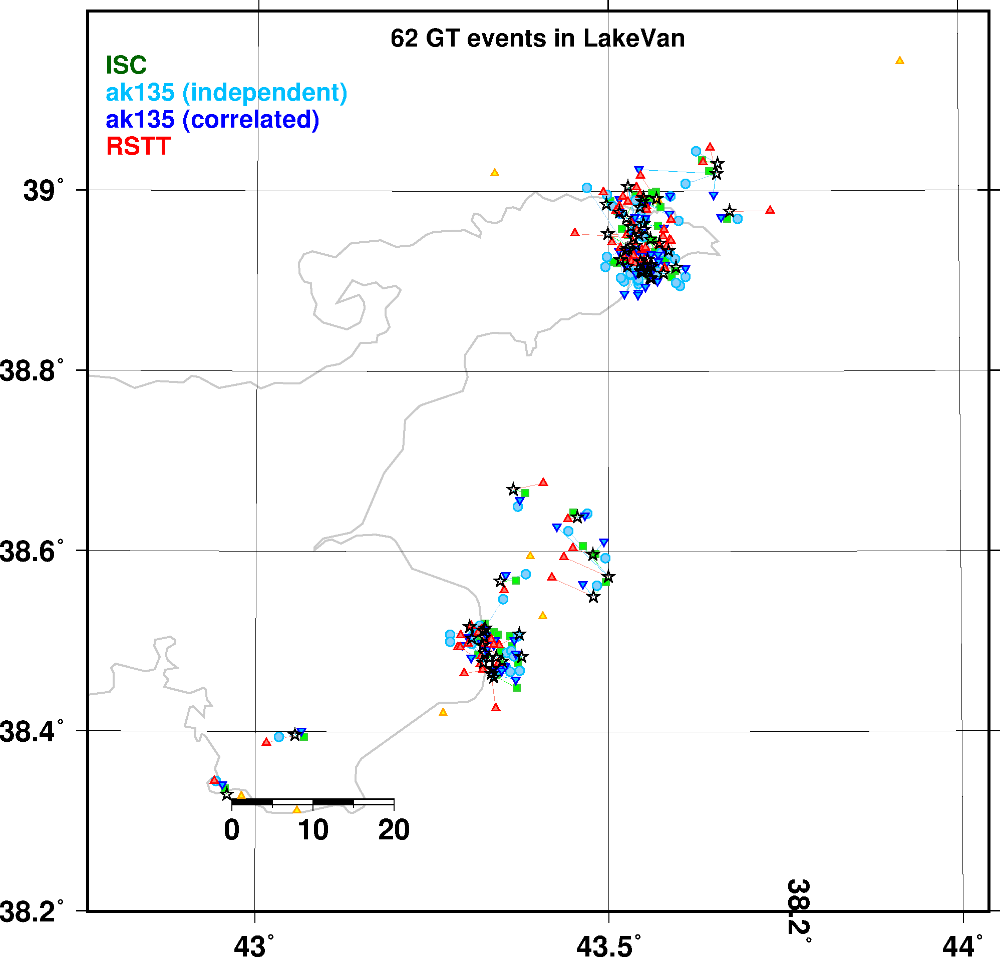 62 GT events in LakeVan
ISC
ak135 (independent)
ak135 (correlated)
RSTT
39°
38.8°
38.6°
38.4°
38.2°
0 10 20
38.2°
43° 43.5° 44°